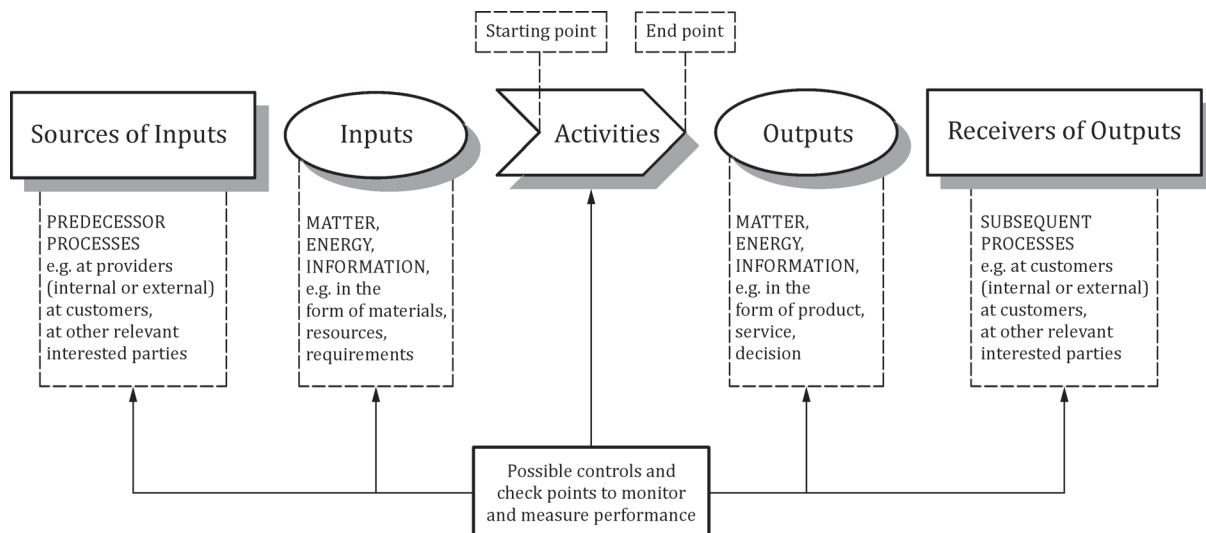 Starting point
End point
Sources of Inputs
Inputs
Activities
Outputs
Receivers of Outputs
PREDECESSOR
PROCESSES
e.g. at providers
(internal or external)
at customers,
at other relevant
interested parties
MATTER,
ENERGY,
INFORMATION,
e.g. in the
form of materials,
resources,
requirements
MATTER,
ENERGY,
INFORMATION,
e.g. in the
form of product,
service,
decision
SUBSEQUENT
PROCESSES
e.g. at customers
(internal or external)
at customers,
at other relevant
interested parties
Possible controls and
check points to monitor
and measure performance